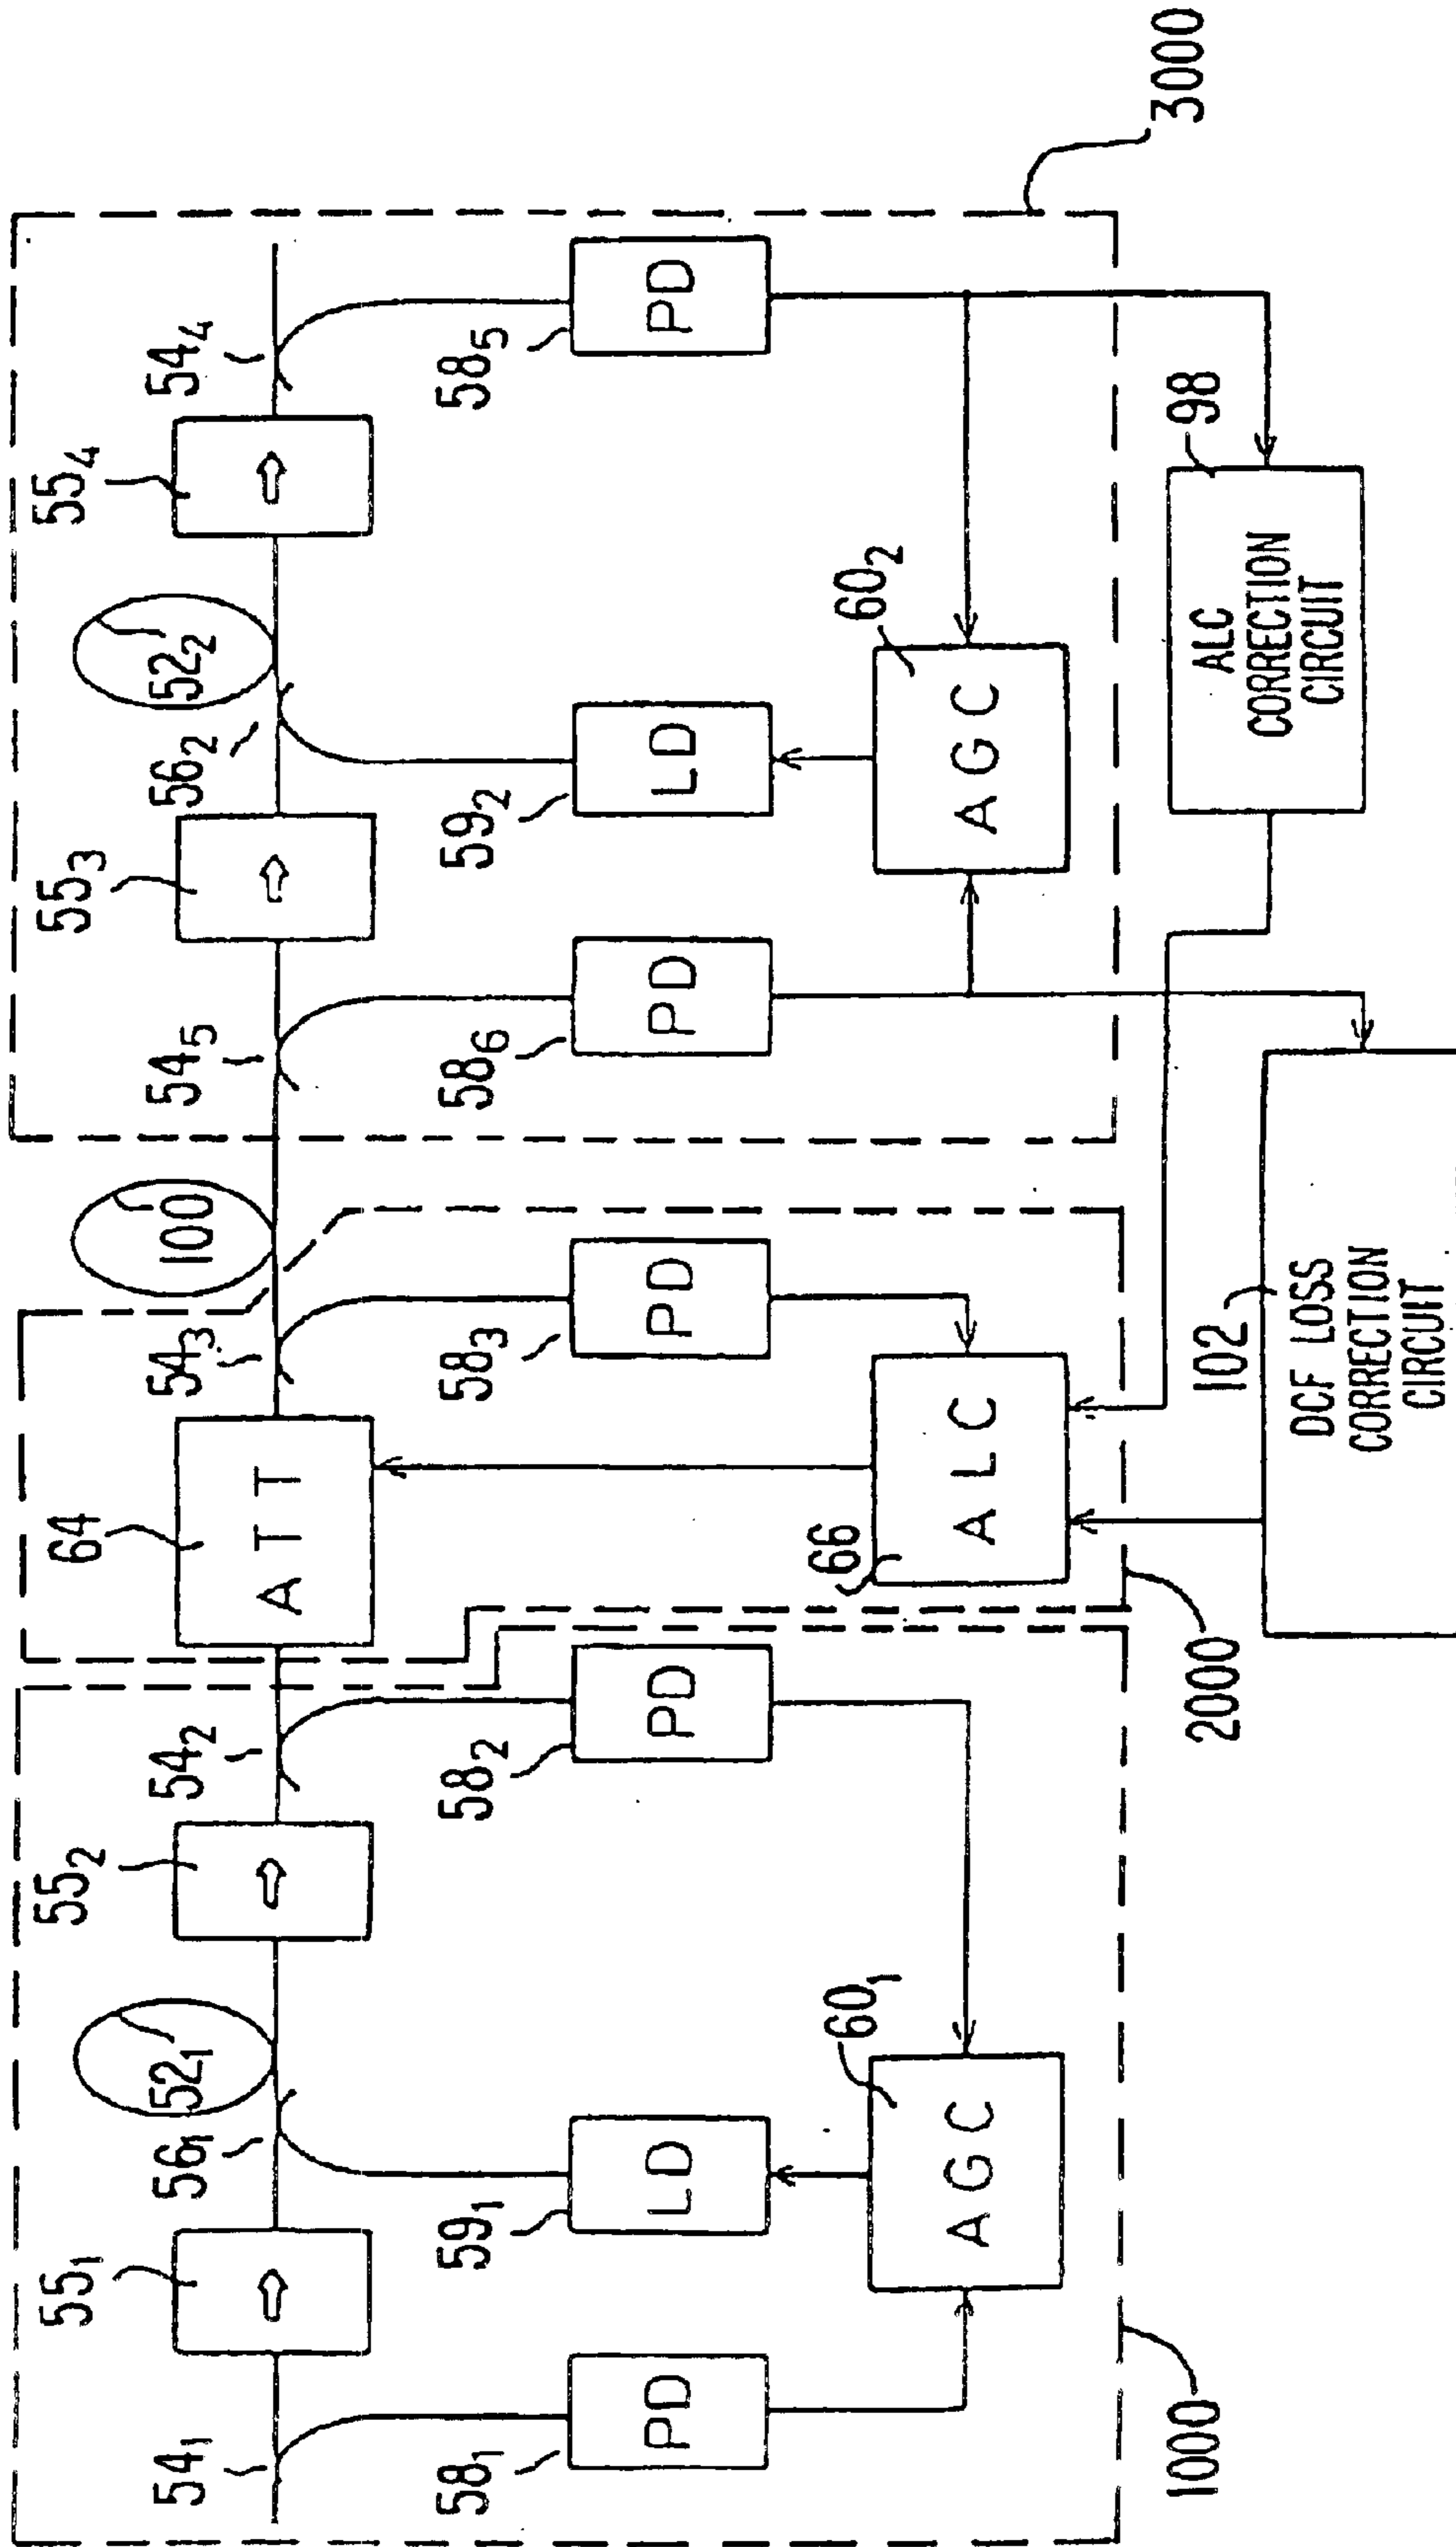 55₁
52₁
55₂
64
100
55₃
52₂
55₄
54₁
56₁
54₂
ATT
54₃
54₅
56₂
54₄
3000
58₁
PD
59₁
LD
58₂
PD
58₃
PD
58₆
PD
59₂
LD
58₅
PD
60₁
AGC
66
ALC
60₂
AGC
1000
2000
98
ALC
CORRECTION
CIRCUIT
102
DCF LOSS
CORRECTION
CIRCUIT